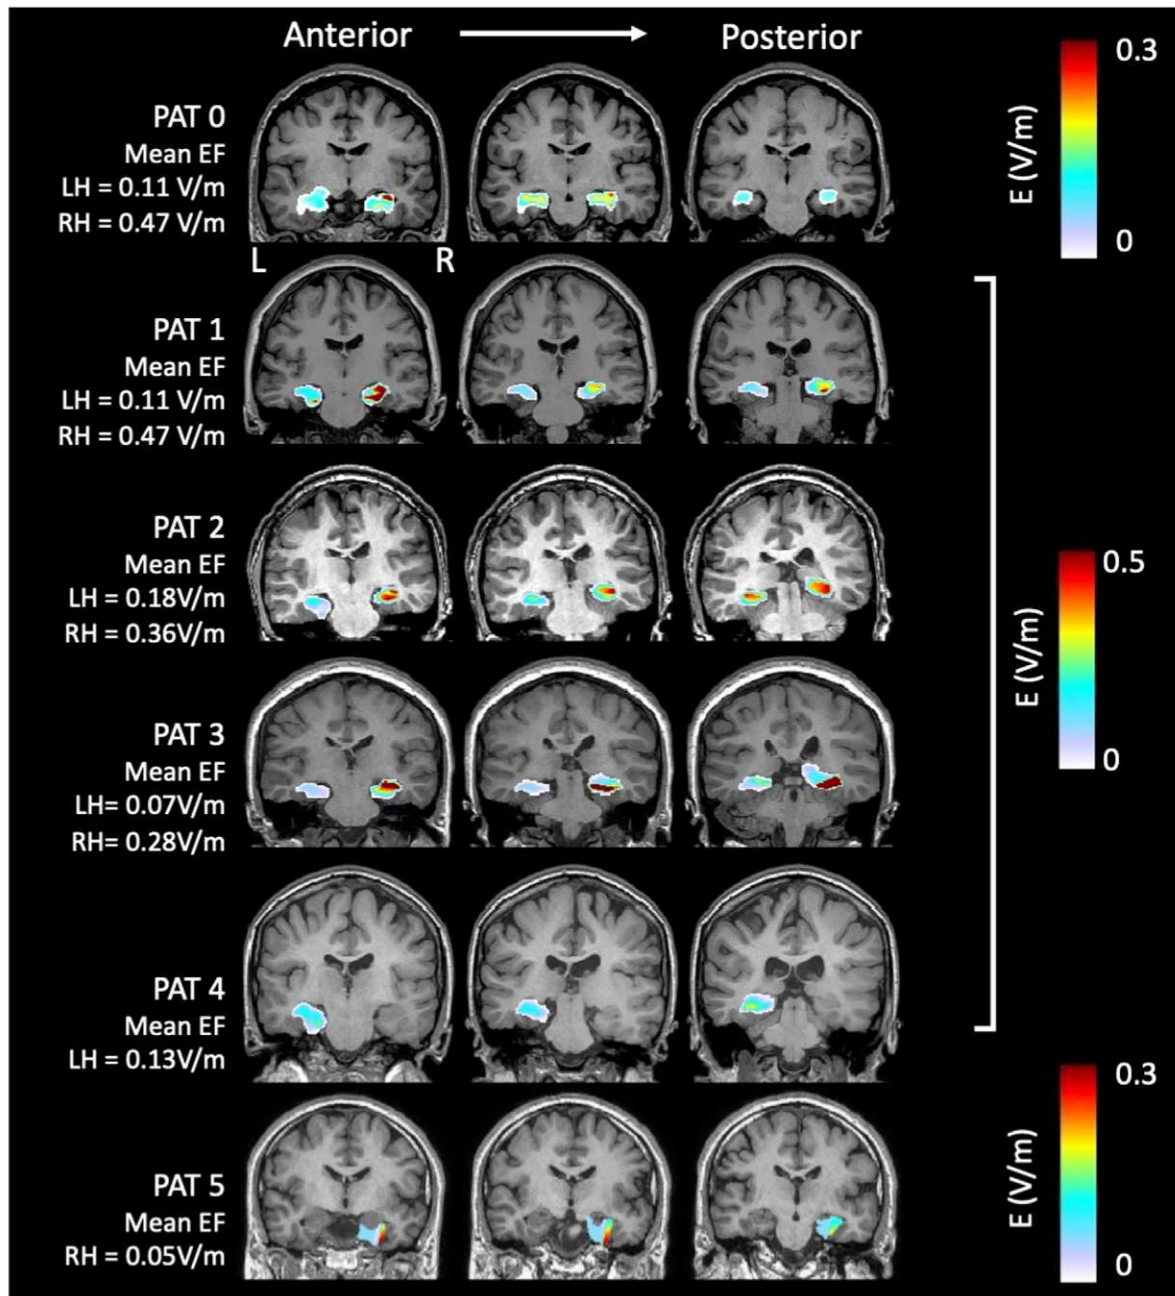 Anterior Posterior
0.3
E (V/m)
0
PAT 0
Mean EF
LH = 0.11 V/m
RH = 0.47 V/m
L R
PAT 1
Mean EF
LH = 0.11 V/m
RH = 0.47 V/m
PAT 2
Mean EF
LH = 0.18V/m
RH = 0.36V/m
0.5
E (V/m)
0
PAT 3
Mean EF
LH= 0.07V/m
RH= 0.28V/m
PAT 4
Mean EF
LH = 0.13V/m
0.3
E (V/m)
0
PAT 5
Mean EF
RH = 0.05V/m